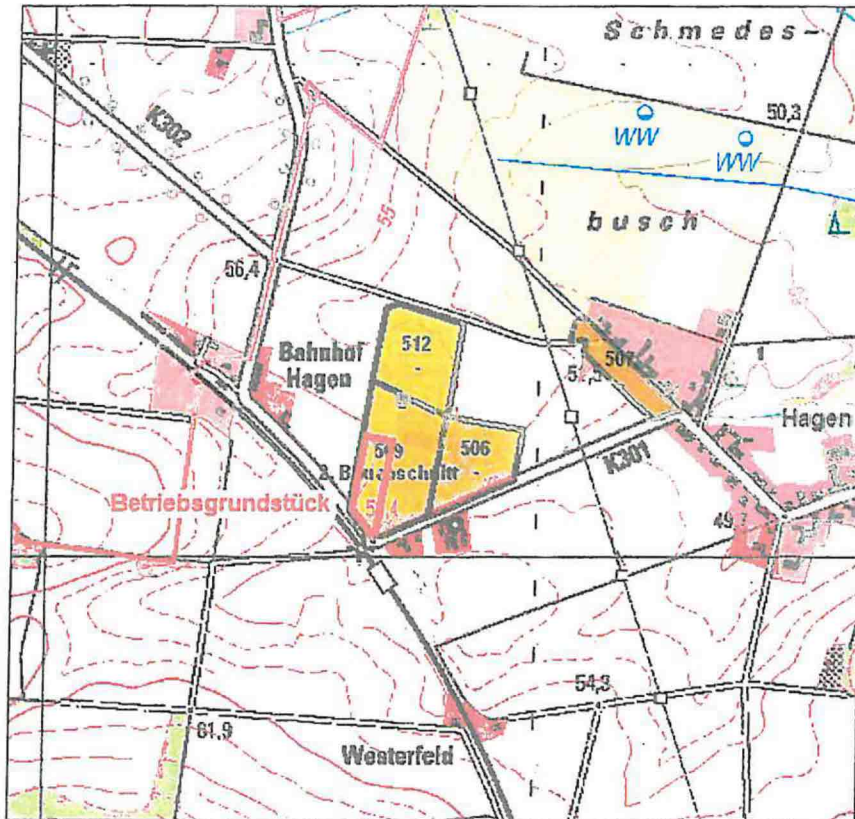 Schmedes-
50,3
WW
WW
K302
55
busch
56,4
512
Bahnhof
Hagen
507
Hagen
506
K301
Betriebsgrundstück
49
54,3
61,9
Westerfeld